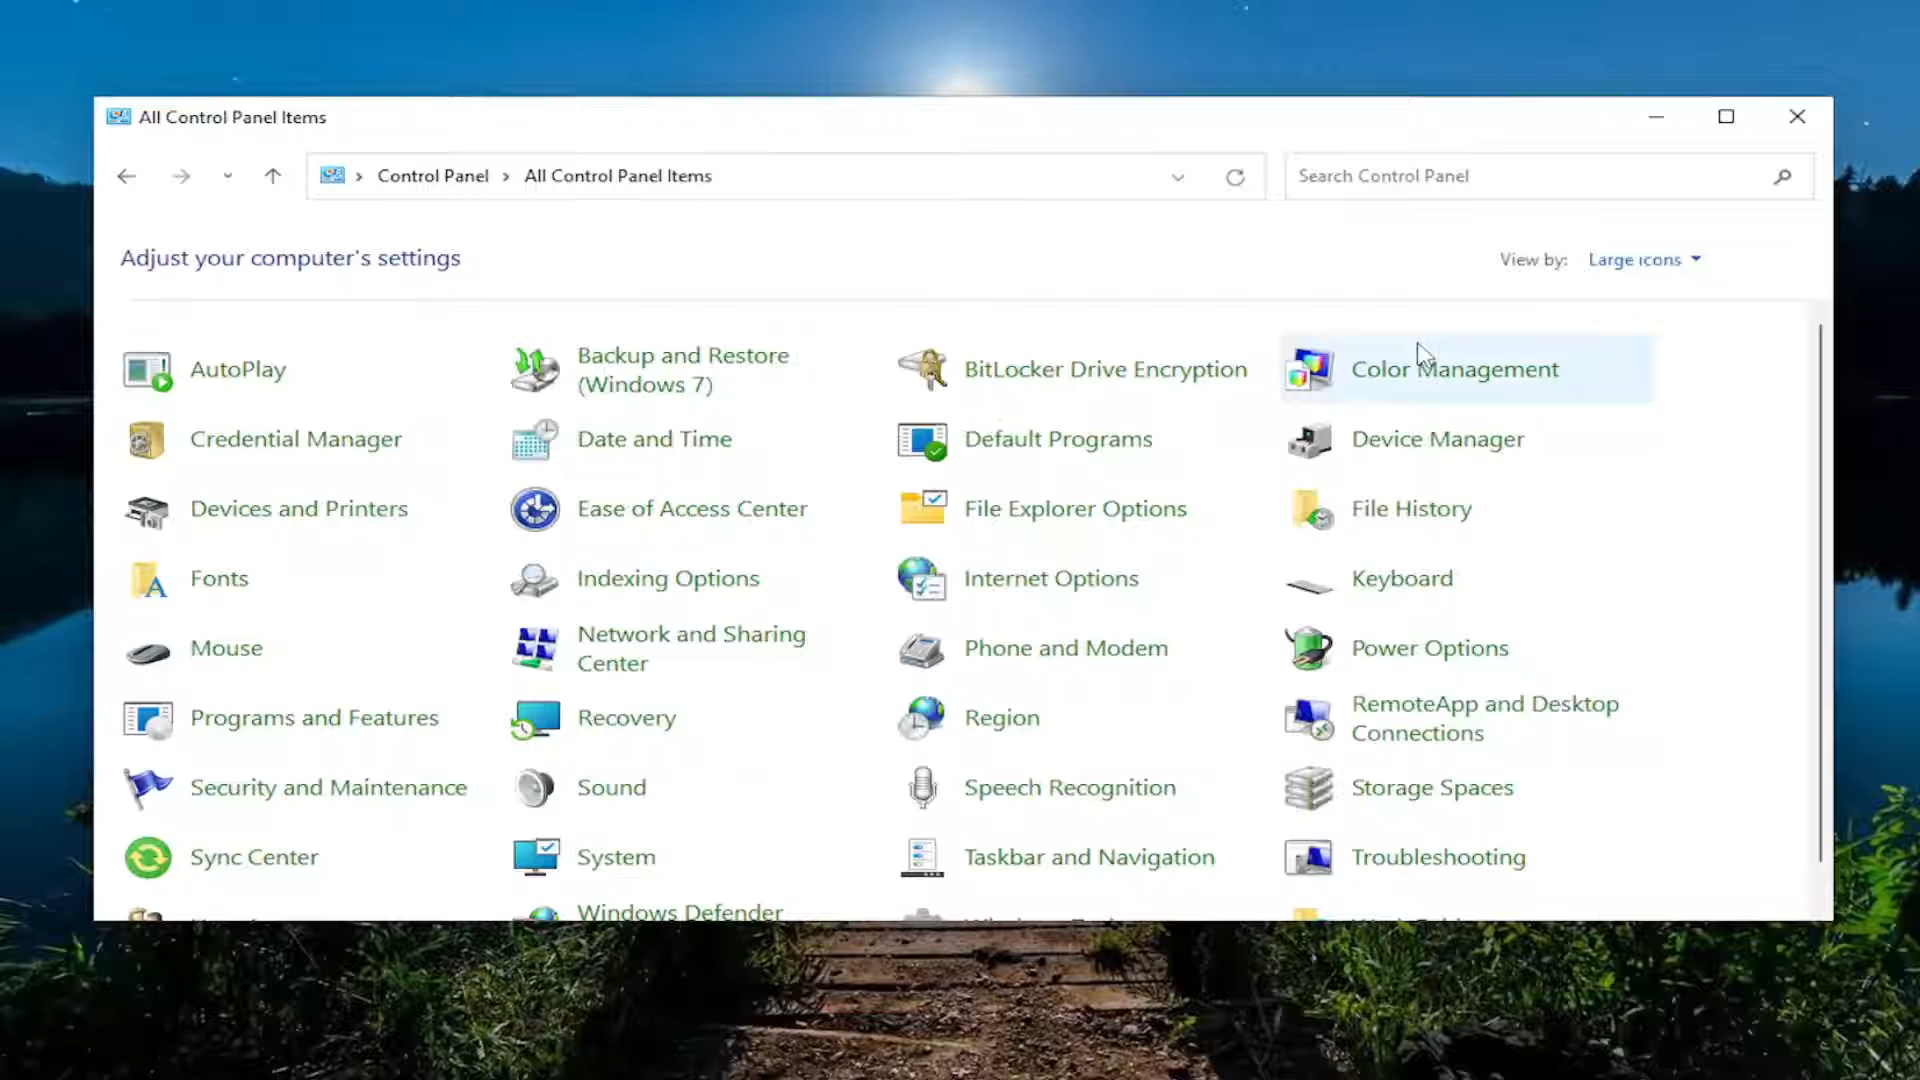 All Control Panel Items
Control Panel
All Control Panel Items
Search Control Panel
Adjust your computer's settings
View by:
Large icons
AutoPlay
Backup and Restore
(Windows 7)
BitLocker Drive Encryption
Color Management
Credential Manager
Date and Time
Default Programs
Device Manager
Devices and Printers
Ease of Access Center
File Explorer Options
File History
Fonts
Indexing Options
Internet Options
Keyboard
Mouse
Network and Sharing
Center
Phone and Modem
Power Options
Programs and Features
Recovery
Region
RemoteApp and Desktop
Connections
Security and Maintenance
Sound
Speech Recognition
Storage Spaces
Sync Center
System
Taskbar and Navigation
Troubleshooting
Windows Defender